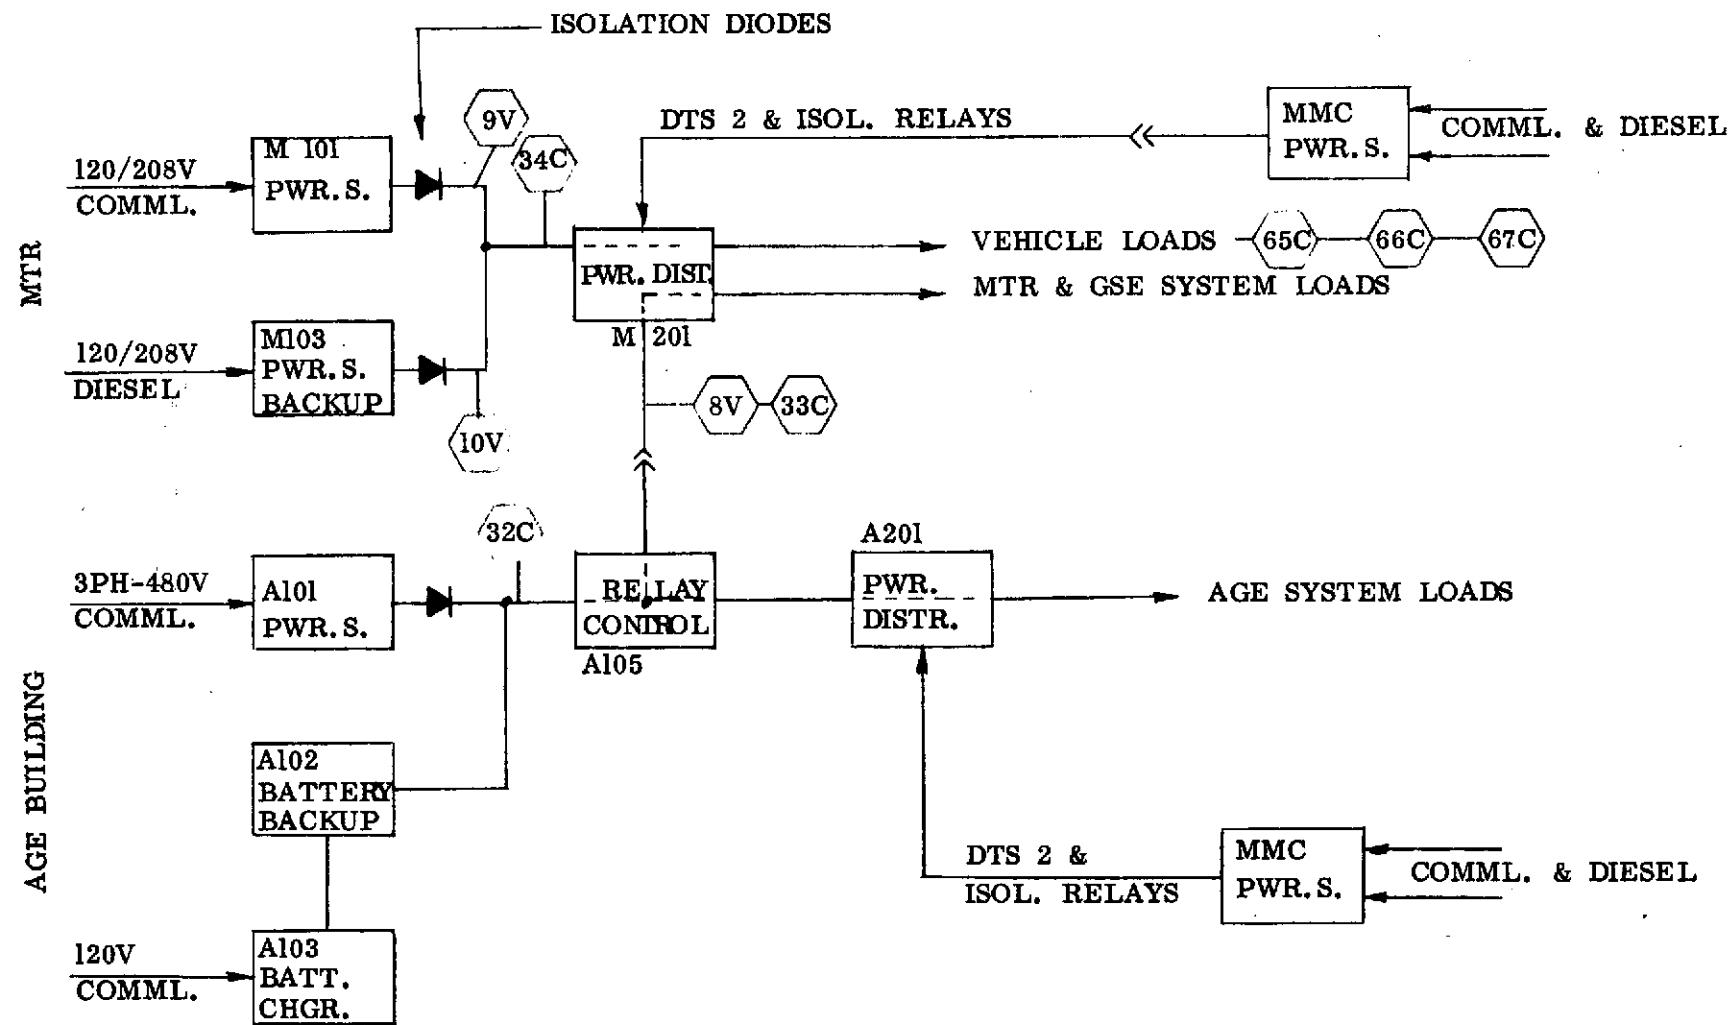 ISOLATION DIODES
9V
34C
DTS 2 & ISOL. RELAYS
MMC
PWR. S.
COMML. & DIESEL
120/208V
COMML.
M 101
PWR. S.
MTR
PWR. DIST.
M 201
VEHICLE LOADS
65C
66C
67C
MTR & GSE SYSTEM LOADS
120/208V
DIESEL
M103
PWR. S.
BACKUP
10V
8V
33C
32C
3PH-480V
COMML.
A101
PWR. S.
RELAY
CONTROL
A105
A201
PWR.
DISTR.
AGE SYSTEM LOADS
AGE BUILDING
A102
BATTERY
BACKUP
DTS 2 &
ISOL. RELAYS
MMC
PWR. S.
COMML. & DIESEL
120V
COMML.
A103
BATT.
CHGR.